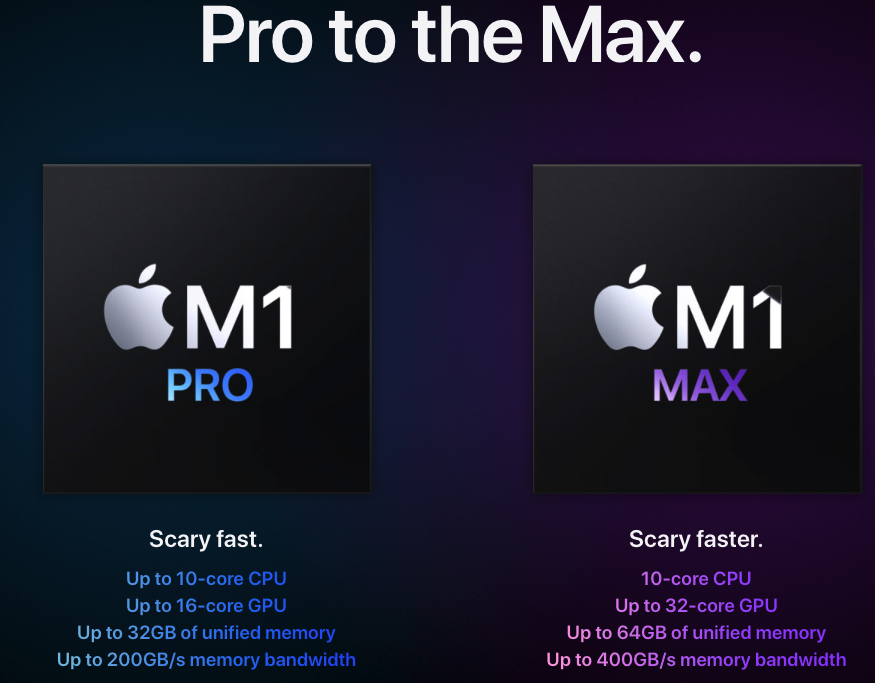 Pro to the Max.
M1
PRO
M1
MAX
Scary fast.
Up to 10-core CPU
Up to 16-core GPU
Up to 32GB of unified memory
Up to 200GB/s memory bandwidth
Scary faster.
10-core CPU
Up to 32-core GPU
Up to 64GB of unified memory
Up to 400GB/s memory bandwidth